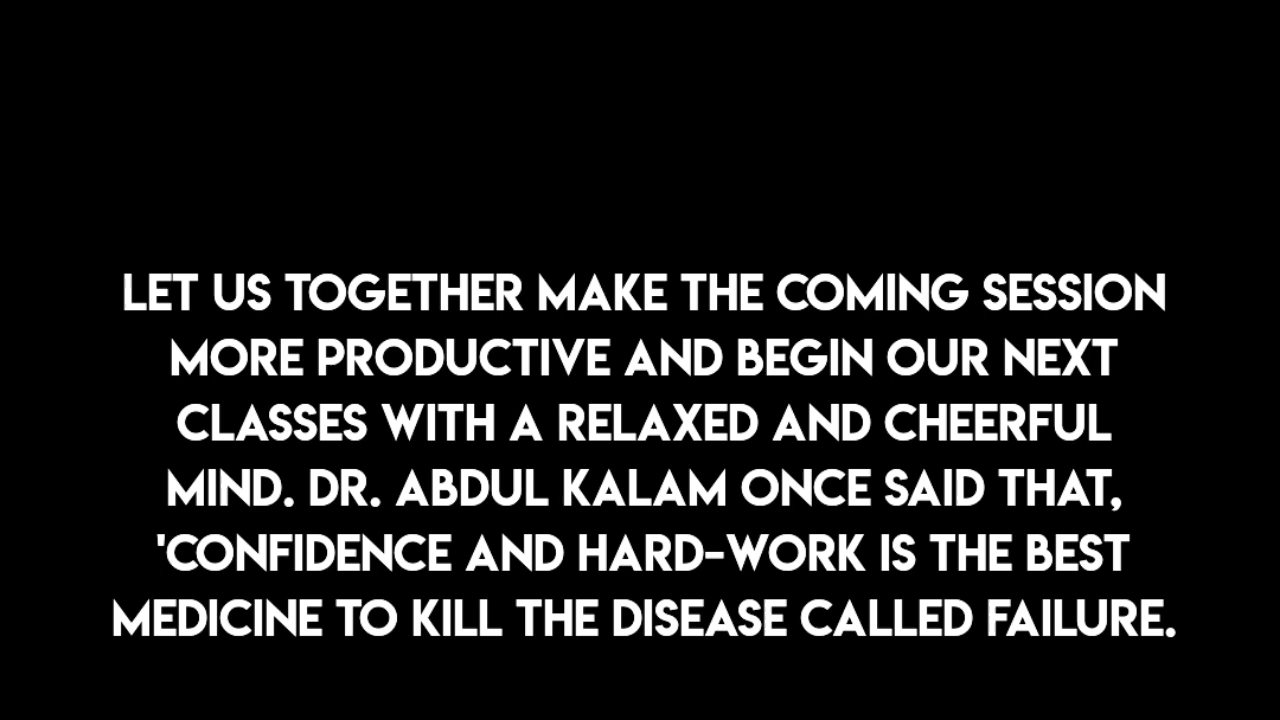 LET US TOGETHER MAKE THE COMING SESSION
MORE PRODUCTIVE AND BEGIN OUR NEXT
CLASSES WITH A RELAXED AND CHEERFUL
MIND. DR. ABDUL KALAM ONCE SAID THAT,
'CONFIDENCE AND HARD-WORK IS THE BEST
MEDICINE TO KILL THE DISEASE CALLED FAILURE.